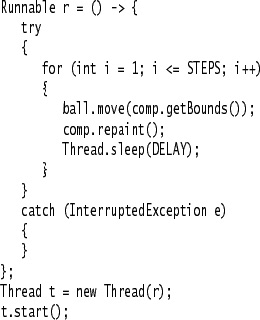 Runnable r = () -> {
   try
   {
      for (int i = 1; i <= STEPS; i++)
      {
         ball.move(comp.getBounds());
         comp.repaint();
         Thread.sleep(DELAY);
      }
   }
   catch (InterruptedException e)
   {
   }
};
Thread t = new Thread(r);
t.start();